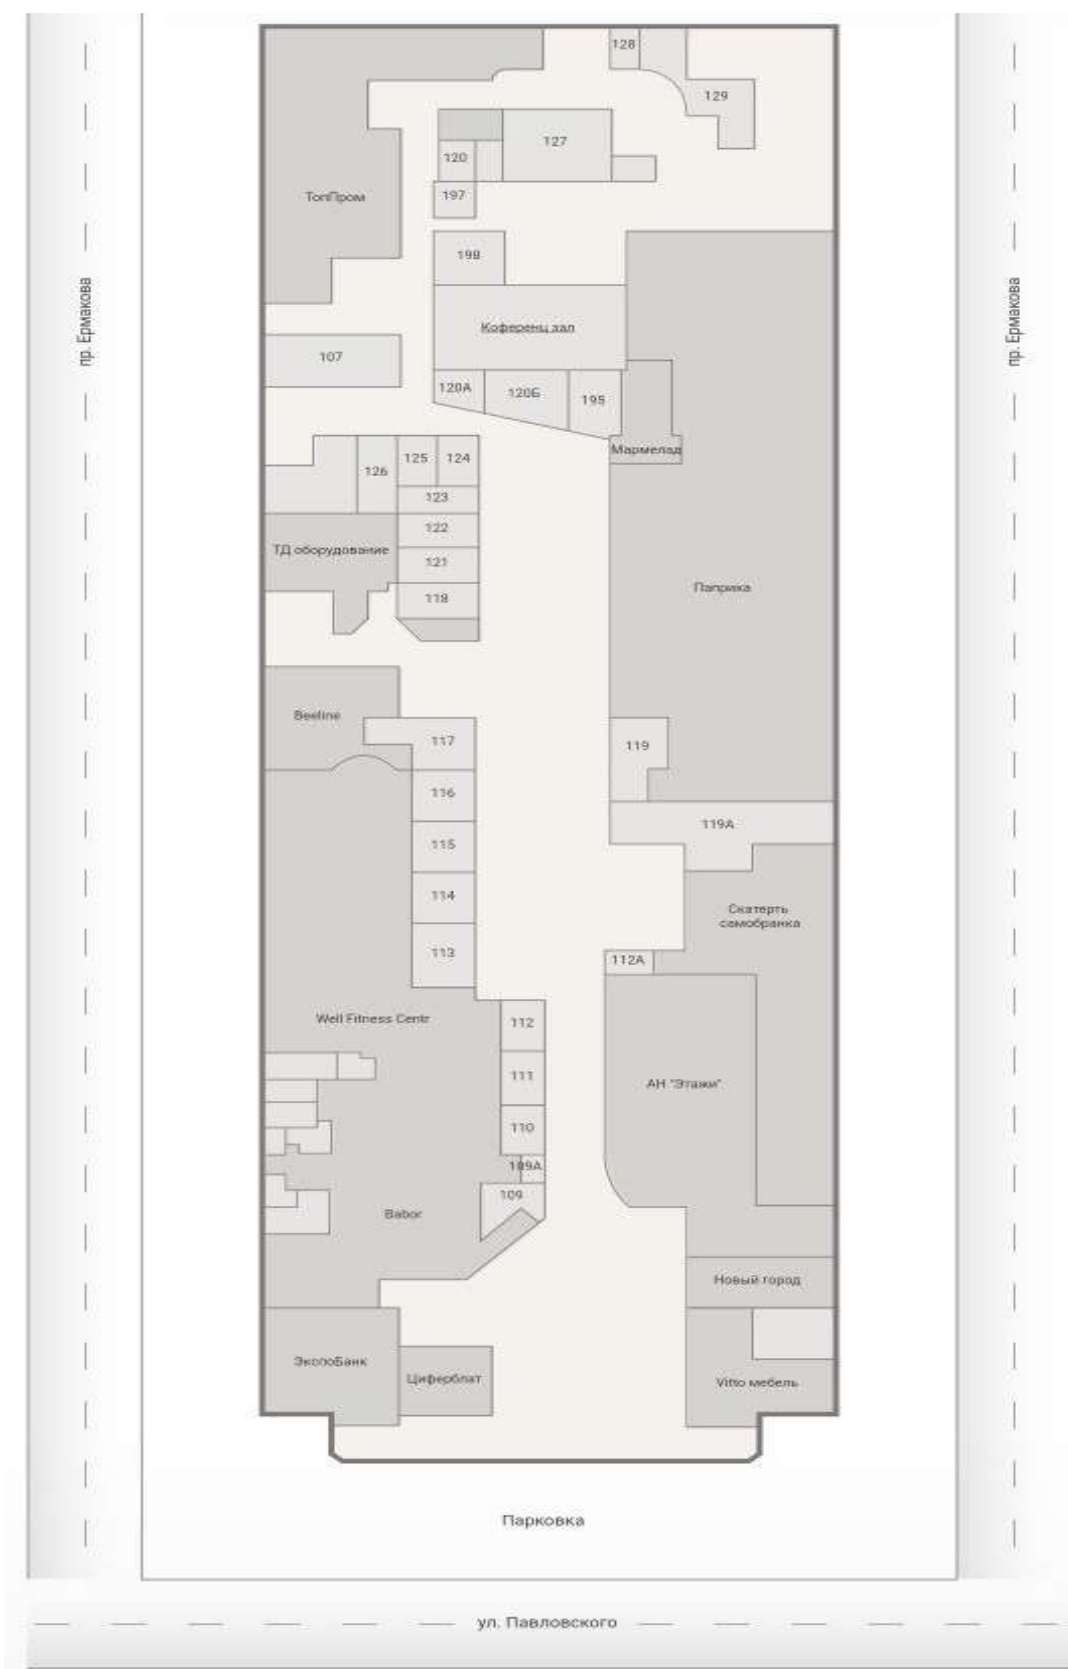 128
129
127
120
197
ТопПром
198
пр. Ермакова
пр. Ермакова
Коференц зал
107
120А
120Б
195
Мармелад
126
125
124
123
122
ТД оборудование
121
118
Паприка
Beeline
117
119
116
119А
115
114
Скатерть
самобранка
113
112А
Well Fitness Centr
112
111
АН "Этажи"
110
109А
109
Babor
Новый город
ЭкспоБанк
Циферблат
Vitto мебель
Парковка
ул. Павловского